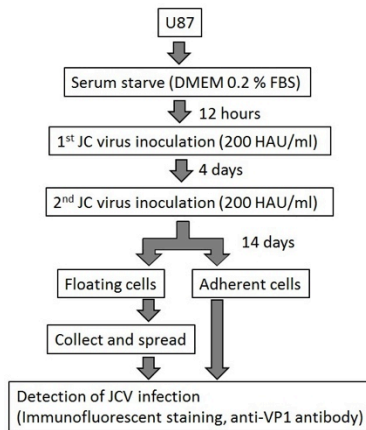 U87
Serum starve (DMEM 0.2 % FBS)
12 hours
1st JC virus inoculation (200 HAU/ml)
4 days
2nd JC virus inoculation (200 HAU/ml)
14 days
Floating cells
Adherent cells
Collect and spread
Detection of JCV infection
(Immunofluorescent staining, anti-VP1 antibody)